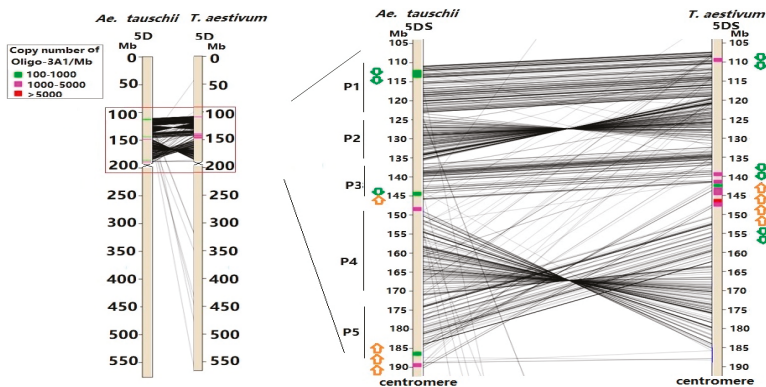 Ae. tauschii T. aestivum
5D 5D
Mb Mb
Copy number of
Oligo-3A1/Mb
100-1000
1000-5000
>5000
0 0
50 50
100 100
150 150
200 200
250 250
300 300
350 350
400 400
450 450
500 500
550 550
Ae. tauschii T. aestivum
5DS 5DS
Mb Mb
105 105
110 110
P1
115 115
120 120
125 125
P2
130 130
135 135
140 140
P3
145 145
150 150
155 155
160 160
P4
165 165
170 170
175 175
180 180
P5
185 185
190 190
centromere centromere